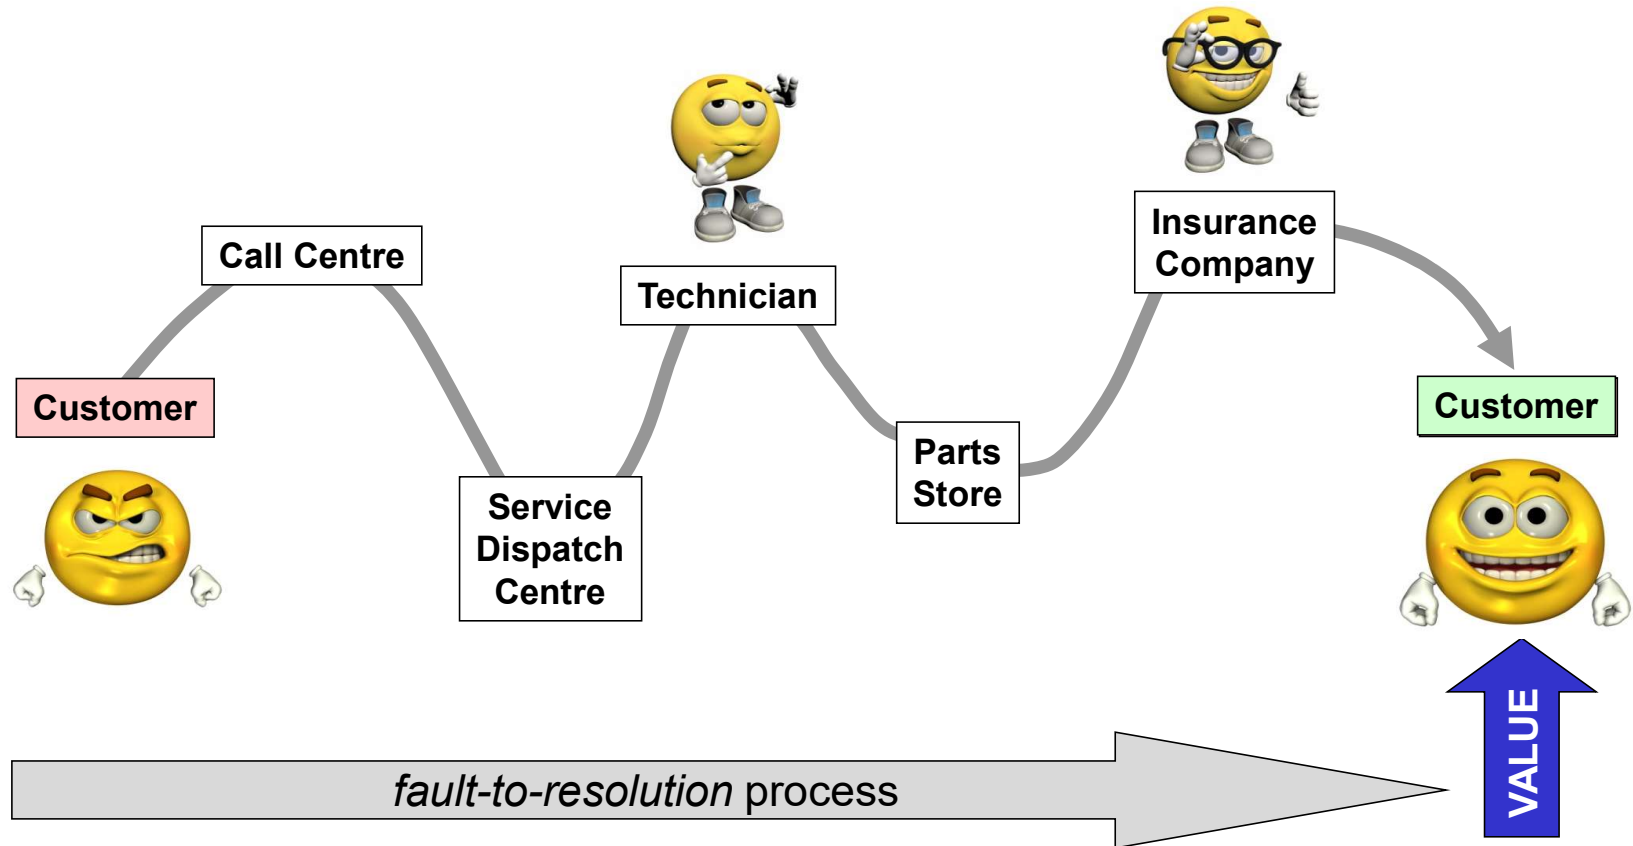 Customer
Call Centre
Service
Dispatch
Centre
Technician
Parts
Store
Insurance
Company
Customer
VALUE
fault-to-resolution process